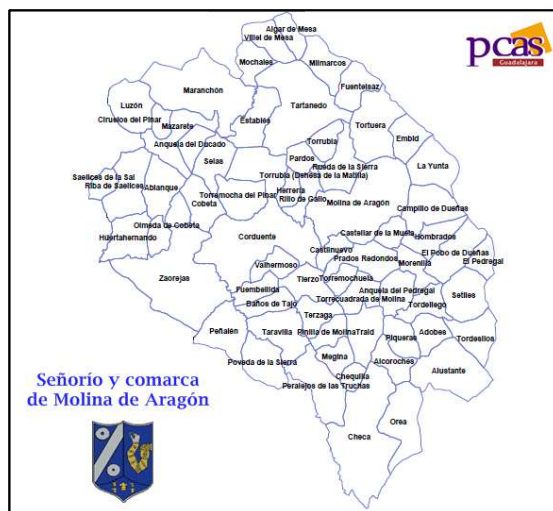 pcas
Guadalajara
Algar de Mesa
Villel de Mesa
Mochales
Milmarcos
Fuentelsaz
Maranchón
Tartanedo
Luzón
Ciruelos del Pinar
Mazarete
Establés
Tortuera
Embid
Anquela del Ducado
Torrubia
Selas
Pardos
Rueda de la Sierra
La Yunta
Saelices de la Sal
Riba de Saelices
Ablanque
Torrubia (Dehesa de la Matilla)
Torremocha del Pinar
Herrería
Rillo de Gallo
Cobeta
Molina de Aragón
Campillo de Dueñas
Olmeda de Cobeta
Huertahernando
Corduente
Castellar de la Muela
Hombrados
Castilnuevo
Prados Redondos
El Pobo de Dueñas
El Pedregal
Morenilla
Valhermoso
Zaorejas
Tierzo
Torremochuela
Fuembellida
Anquela del Pedregal
Setiles
Baños de Tajo
Torrecuadrada de Molina
Tordellego
Terzaga
Peñalén
Taravilla
Pinilla de Molina
Traid
Piqueras
Adobes
Tordesilos
Poveda de la Sierra
Megina
Alcoroches
Alustante
Chequilla
Peralejos de las Truchas
Señorío y comarca
de Molina de Aragón
Orea
Checa